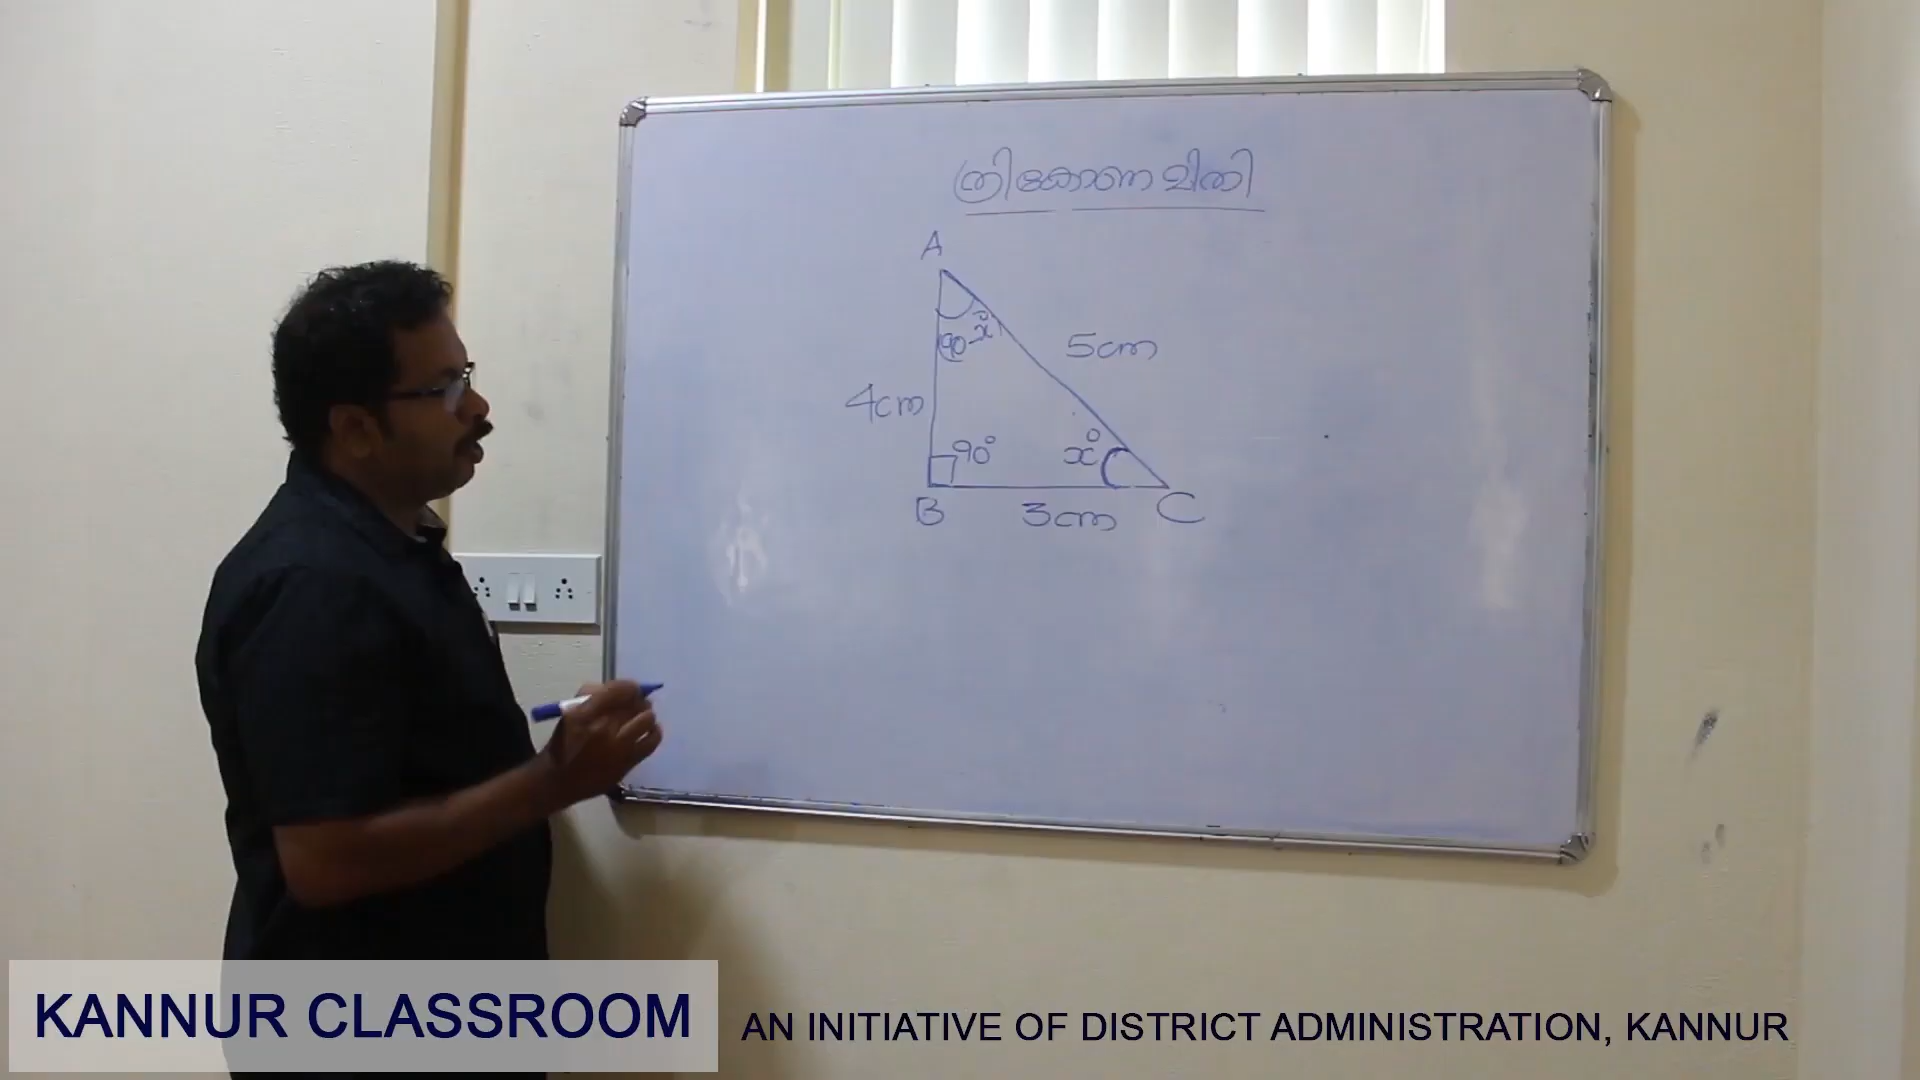 ത്രികോണമിതി
A
90-x°
5cm
4cm
90°
x°
B
3cm
C
KANNUR CLASSROOM
AN INITIATIVE OF DISTRICT ADMINISTRATION, KANNUR